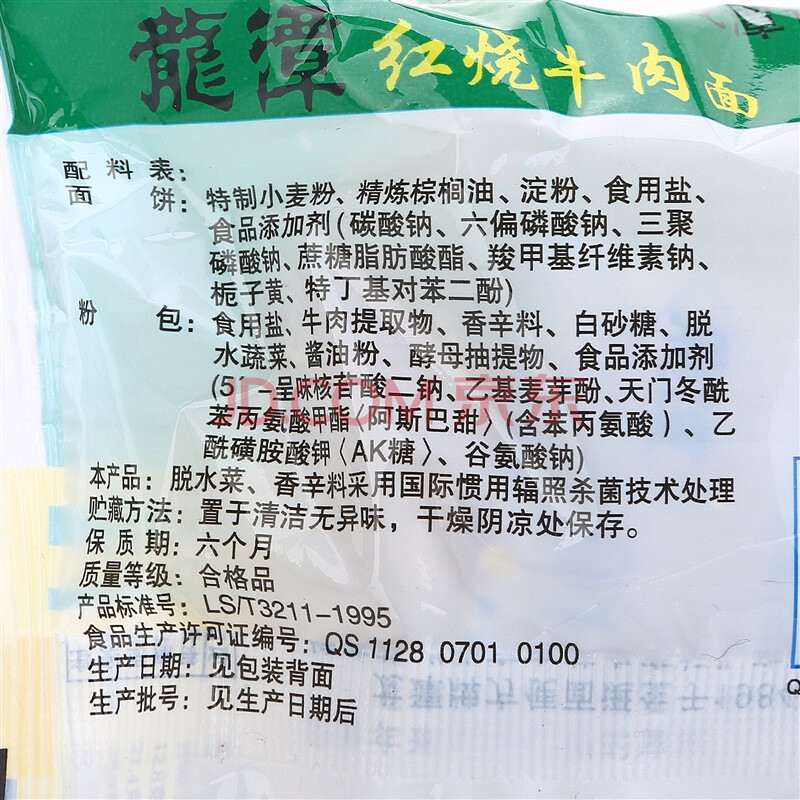 龍潭 红烧牛肉面
配料表：
面饼：特制小麦粉、精炼棕榈油、淀粉、食用盐、
食品添加剂(碳酸钠、六偏磷酸钠、三聚
磷酸钠、蔗糖脂肪酸酯、羧甲基纤维素钠、
栀子黄、特丁基对苯二酚)
粉包：食用盐、牛肉提取物、香辛料、白砂糖、脱
水蔬菜、酱油粉、酵母抽提物、食品添加剂
(5'-呈味核苷酸二钠、乙基麦芽酚、天门冬酰
苯丙氨酸甲酯〈阿斯巴甜〉(含苯丙氨酸)、乙
酰磺胺酸钾〈AK糖〉、谷氨酸钠)
JD.COM 京东
本产品：脱水菜、香辛料采用国际惯用辐照杀菌技术处理
贮藏方法：置于清洁无异味，干燥阴凉处保存。
保质期：六个月
质量等级：合格品
产品标准号：LS/T3211-1995
食品生产许可证编号：QS 1128 0701 0100
生产日期：见包装背面
生产批号：见生产日期后